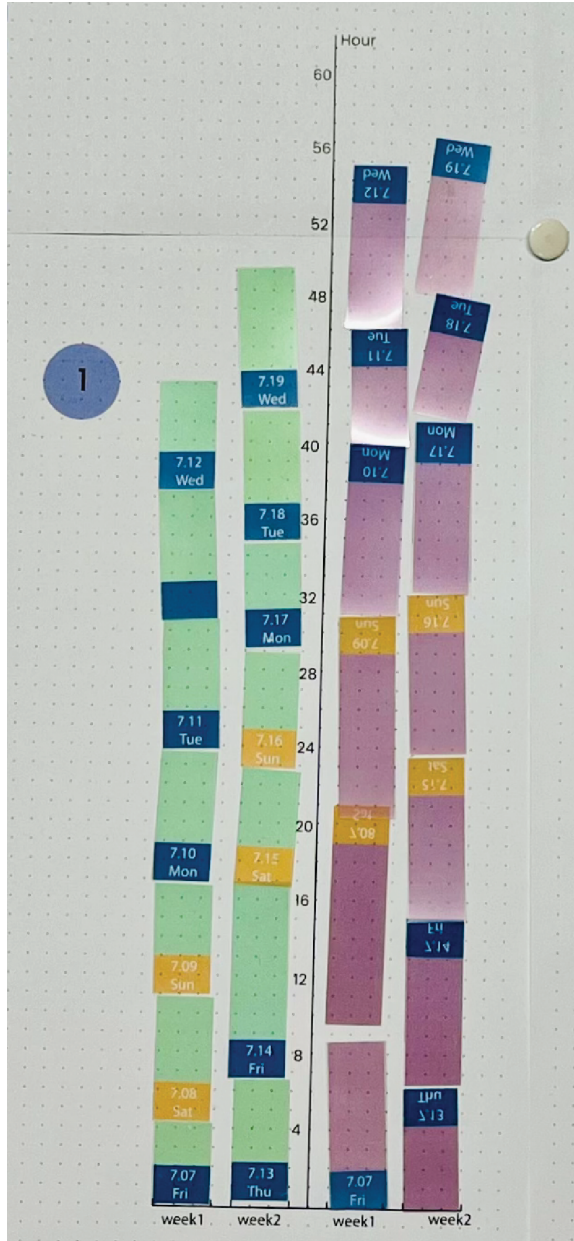 Hour
60
56
52
48
44
40
36
32
28
24
20
16
12
8
4
1
7.12
Wed
7.11
Tue
7.10
Mon
7.09
Sun
7.08
Sat
7.07
Fri
week1
7.19
Wed
7.18
Tue
7.17
Mon
7.16
Sun
7.15
Sat
7.14
Fri
7.13
Thu
week2
7.12
Wed
7.11
Tue
7.10
Mon
7.09
Sun
7.08
Sat
7.07
Fri
week1
7.19
Wed
7.18
Tue
7.17
Mon
7.16
Sun
7.15
Sat
7.14
Fri
7.13
Thu
week2